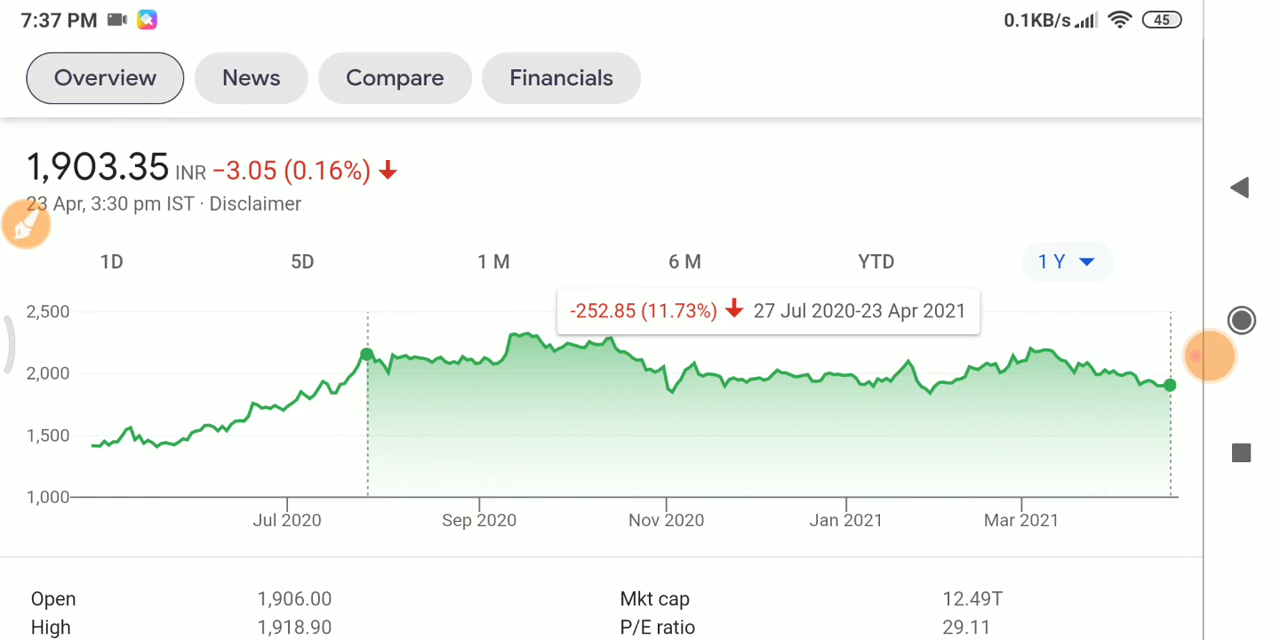 7:37 PM 0.1KB/s 45
Overview News Compare Financials
1,903.35 INR −3.05 (0.16%)
23 Apr, 3:30 pm IST · Disclaimer
1D 5D 1 M 6 M YTD 1 Y
-252.85 (11.73%) 27 Jul 2020-23 Apr 2021
2,500
2,000
1,500
1,000
Jul 2020 Sep 2020 Nov 2020 Jan 2021 Mar 2021
Open 1,906.00 Mkt cap 12.49T
High 1,918.90 P/E ratio 29.11